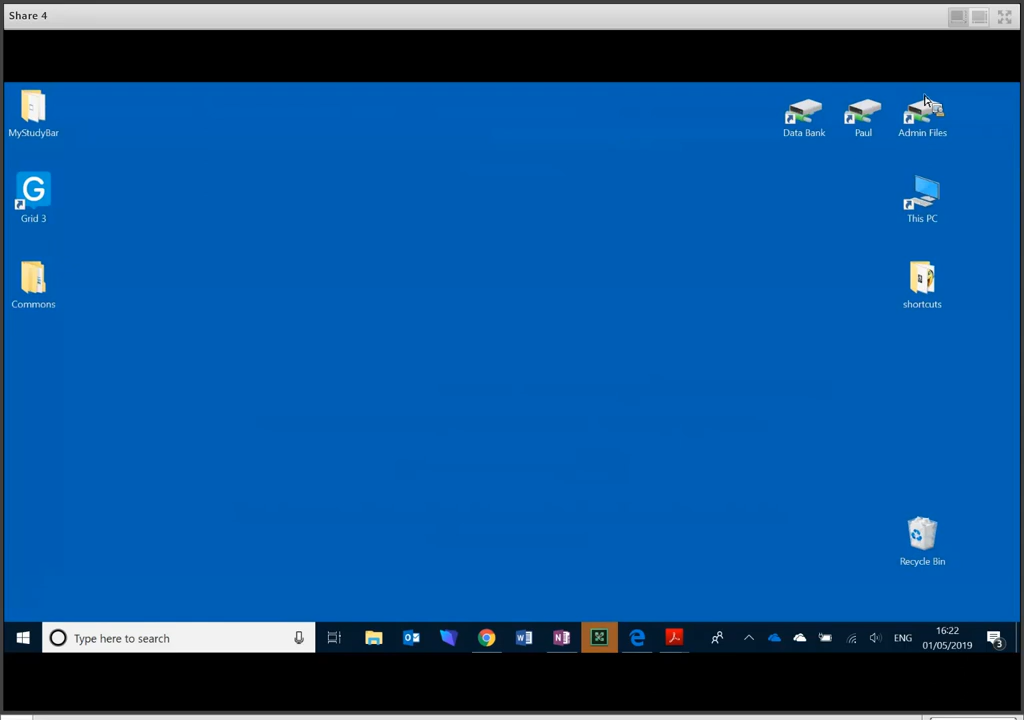 Share 4
MyStudyBar
Data Bank
Paul
Admin Files
G
Grid 3
This PC
Commons
shortcuts
Recycle Bin
Type here to search
ENG
16:22
01/05/2019
3